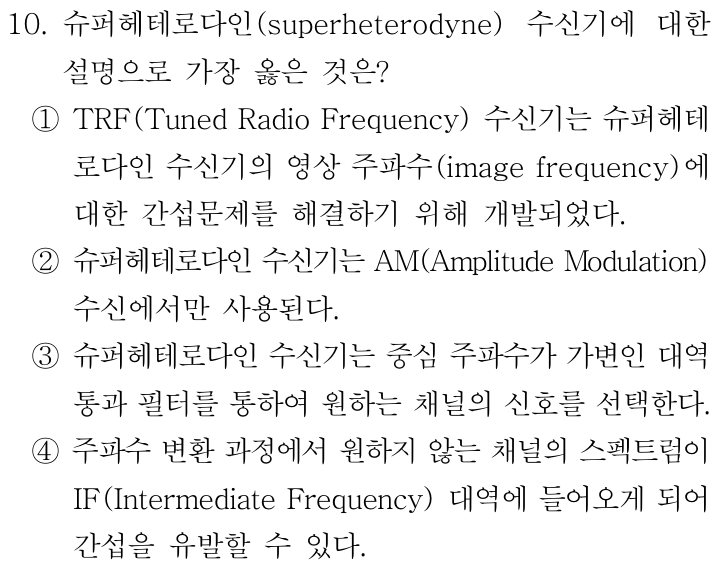 10. 슈퍼헤테로다인(superheterodyne) 수신기에 대한
설명으로 가장 옳은 것은?
① TRF(Tuned Radio Frequency) 수신기는 슈퍼헤테
로다인 수신기의 영상 주파수(image frequency)에
대한 간섭문제를 해결하기 위해 개발되었다.
② 슈퍼헤테로다인 수신기는 AM(Amplitude Modulation)
수신에서만 사용된다.
③ 슈퍼헤테로다인 수신기는 중심 주파수가 가변인 대역
통과 필터를 통하여 원하는 채널의 신호를 선택한다.
④ 주파수 변환 과정에서 원하지 않는 채널의 스펙트럼이
IF(Intermediate Frequency) 대역에 들어오게 되어
간섭을 유발할 수 있다.